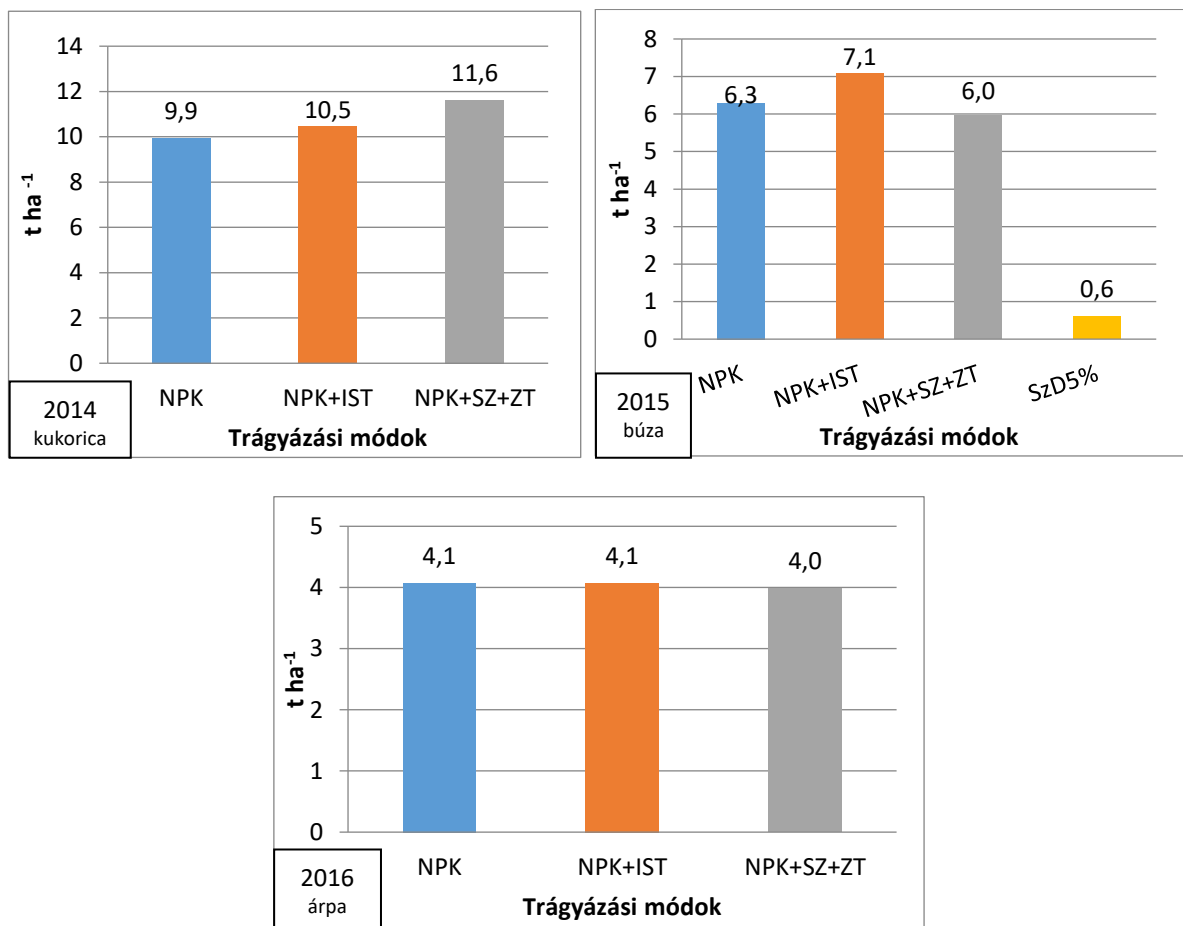 14
12
10
8
6
4
2
0
t ha -1
9,9
10,5
11,6
NPK
NPK+IST
NPK+SZ+ZT
Trágyázási módok
2014
kukorica
8
7
6
5
4
3
2
1
0
t ha-1
6,3
7,1
6,0
0,6
NPK
NPK+IST
NPK+SZ+ZT
SzD5%
Trágyázási módok
2015
búza
5
4
3
2
1
0
t ha-1
4,1
4,1
4,0
NPK
NPK+IST
NPK+SZ+ZT
Trágyázási módok
2016
árpa